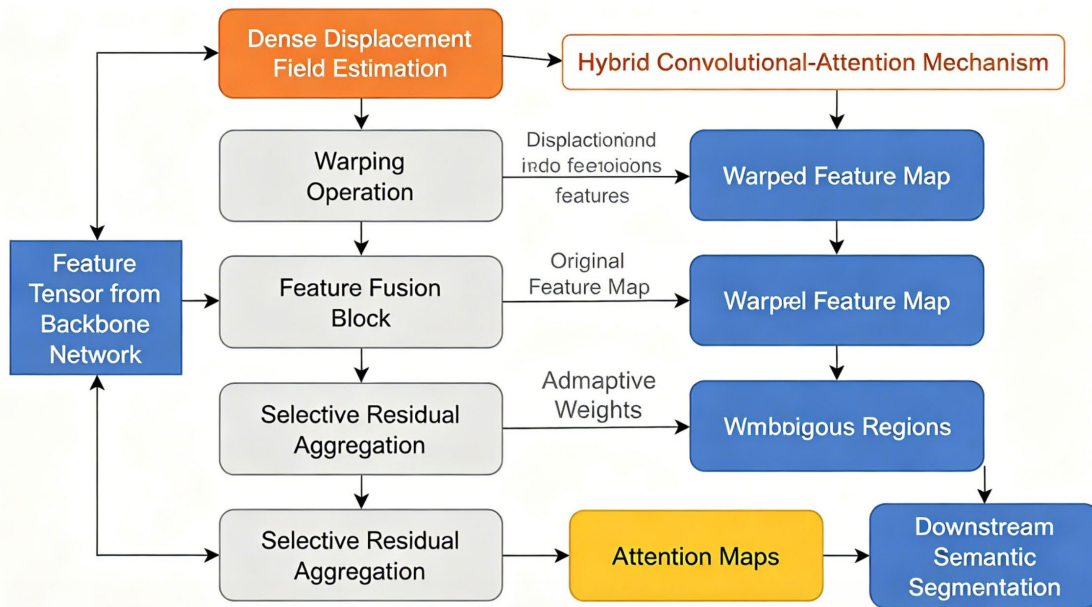 Dense Displacement
Field Estimation
Hybrid Convolutional-Attention Mechanism
Warping
Operation
features
Warped Feature Map
Feature
Tensor from
Backbone
Network
Feature Fusion
Block
Original
Feature Map
Feature Map
Selective Residual
Aggregation
Admaptive
Weights
Regions
Selective Residual
Aggregation
Attention Maps
Downstream
Semantic
Segmentation